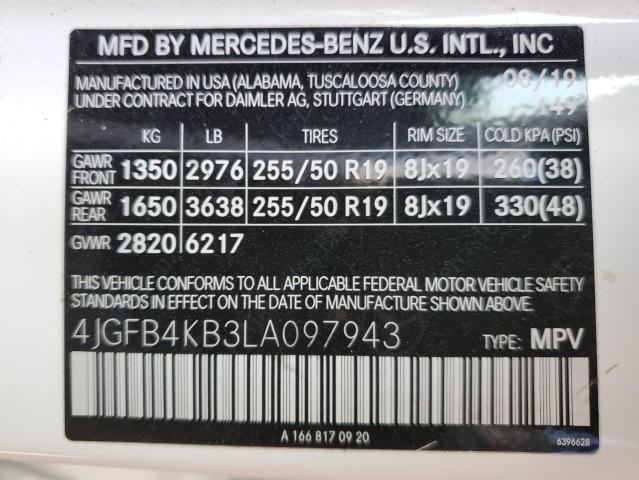 MFD BY MERCEDES-BENZ U.S. INTL., INC
MANUFACTURED IN USA (ALABAMA, TUSCALOOSA COUNTY) 08/19
UNDER CONTRACT FOR DAIMLER AG, STUTTGART (GERMANY) 149
KG LB TIRES RIM SIZE COLD KPA (PSI)
GAWR FRONT 1350 2976 255/50 R19 8Jx19 260(38)
GAWR REAR 1650 3638 255/50 R19 8Jx19 330(48)
GVWR 2820 6217
THIS VEHICLE CONFORMS TO ALL APPLICABLE FEDERAL MOTOR VEHICLE SAFETY
STANDARDS IN EFFECT ON THE DATE OF MANUFACTURE SHOWN ABOVE.
4JGFB4KB3LA097943 TYPE: MPV
A 166 817 09 20
6396628